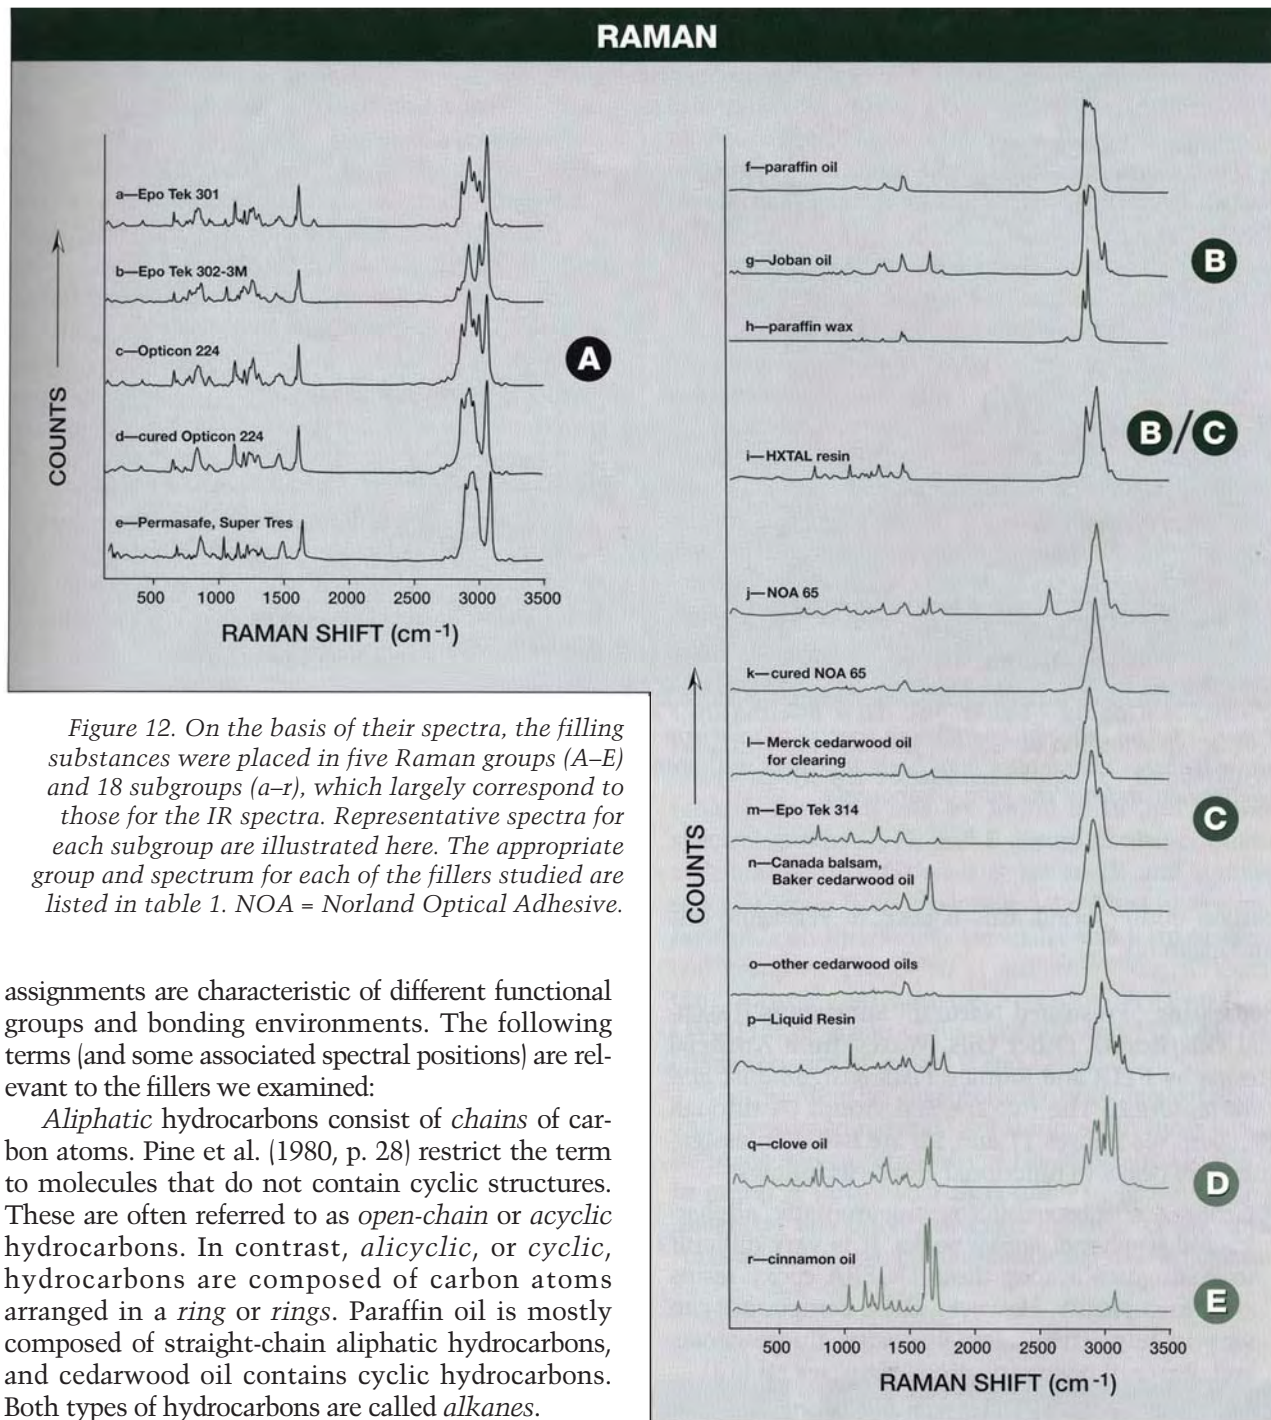 RAMAN
a—Epo Tek 301
b—Epo Tek 302-3M
c—Opticon 224
d—cured Opticon 224
e—Permasafe, Super Tres
A
COUNTS
500 1000 1500 2000 2500 3000 3500
RAMAN SHIFT (cm -1)
f—paraffin oil
g—Joban oil
h—paraffin wax
B
i—HXTAL resin
B/C
j—NOA 65
k—cured NOA 65
l—Merck cedarwood oil
for clearing
m—Epo Tek 314
n—Canada balsam,
Baker cedarwood oil
o—other cedarwood oils
p—Liquid Resin
C
q—clove oil
D
r—cinnamon oil
E
COUNTS
500 1000 1500 2000 2500 3000 3500
RAMAN SHIFT (cm-1)
Figure 12. On the basis of their spectra, the filling
substances were placed in five Raman groups (A–E)
and 18 subgroups (a–r), which largely correspond to
those for the IR spectra. Representative spectra for
each subgroup are illustrated here. The appropriate
group and spectrum for each of the fillers studied are
listed in table 1. NOA = Norland Optical Adhesive.
assignments are characteristic of different functional
groups and bonding environments. The following
terms (and some associated spectral positions) are rel-
evant to the fillers we examined:
Aliphatic hydrocarbons consist of chains of car-
bon atoms. Pine et al. (1980, p. 28) restrict the term
to molecules that do not contain cyclic structures.
These are often referred to as open-chain or acyclic
hydrocarbons. In contrast, alicyclic, or cyclic,
hydrocarbons are composed of carbon atoms
arranged in a ring or rings. Paraffin oil is mostly
composed of straight-chain aliphatic hydrocarbons,
and cedarwood oil contains cyclic hydrocarbons.
Both types of hydrocarbons are called alkanes.